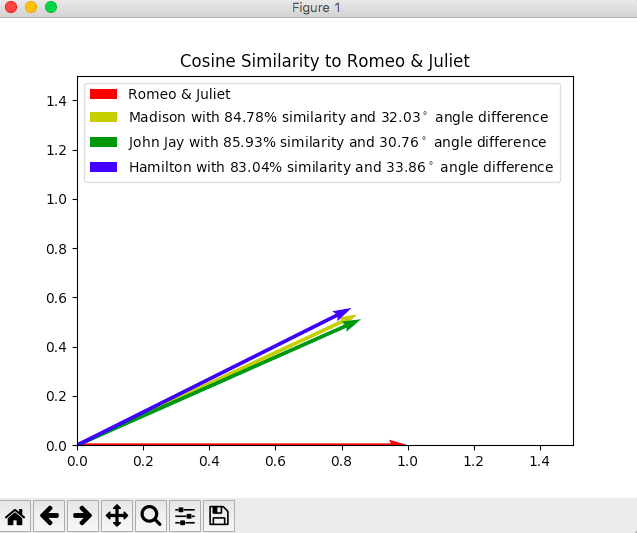 Figure 1
Cosine Similarity to Romeo & Juliet
Romeo & Juliet
Madison with 84.78% similarity and 32.03° angle difference
John Jay with 85.93% similarity and 30.76° angle difference
Hamilton with 83.04% similarity and 33.86° angle difference
1.4
1.2
1.0
0.8
0.6
0.4
0.2
0.0
0.0 0.2 0.4 0.6 0.8 1.0 1.2 1.4